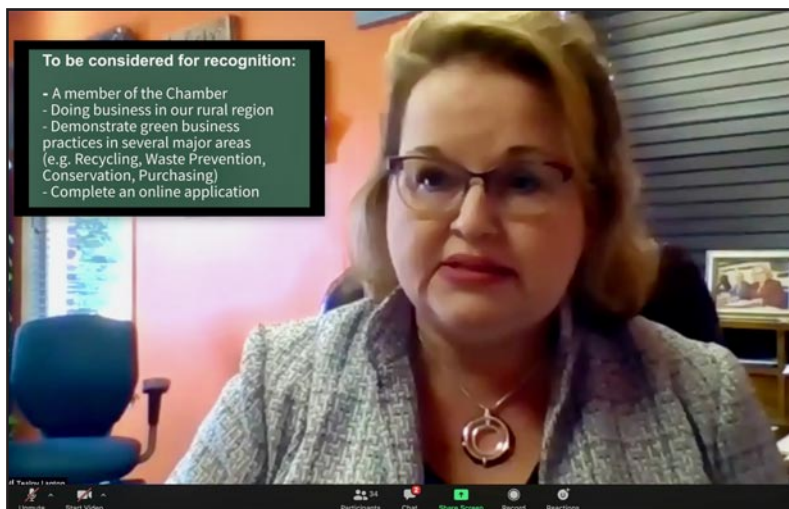 To be considered for recognition:
- A member of the Chamber
- Doing business in our rural region
- Demonstrate green business
practices in several major areas
(e.g. Recycling, Waste Prevention,
Conservation, Purchasing)
- Complete an online application
34
2
Unmute
Start Video
Participants
Chat
Share Screen
Record
Reactions